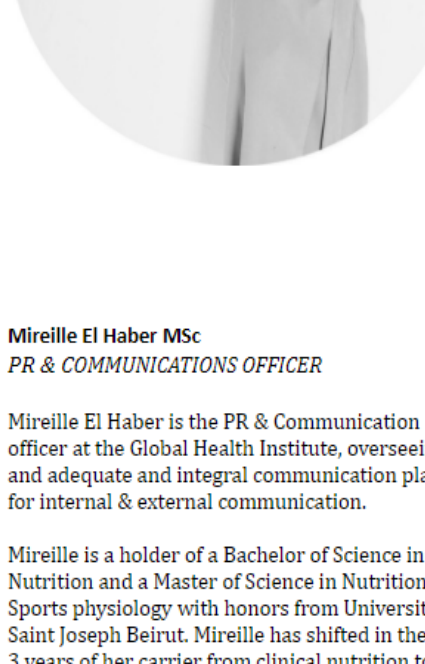 Mireille El Haber MSc
PR & COMMUNICATIONS OFFICER
Mireille El Haber is the PR & Communication
officer at the Global Health Institute,
and adequate and integral communication
for internal & external communication.
Mireille is a holder of a Bachelor of Science in
Nutrition and a Master of Science in Nutrition
Sports physiology with honors from
Saint Joseph Beirut. Mireille has shifted in the
3 years of her carrier from clinical nutrition